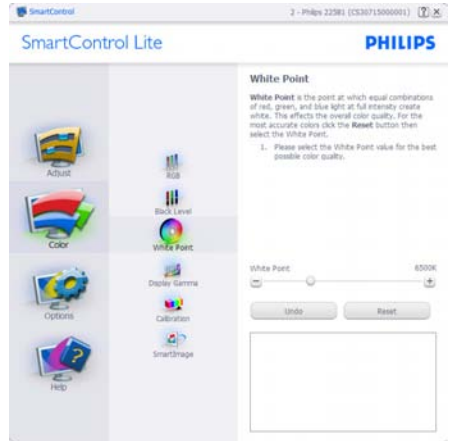 SmartControl
2 - Philips 225B1 (CS30715000001)
SmartControl Lite
PHILIPS
Adjust
Color
Options
Help
RGB
Black Level
White Point
Display Gamma
Calibration
SmartImage
White Point
White Point is the point at which equal combinations
of red, green, and blue light at full intensity create
white. This effects the overall color quality. For the
most accurate colors click the Reset button then
select the White Point.
1. Please select the White Point value for the best
possible color quality.
White Point
6500K
Undo
Reset